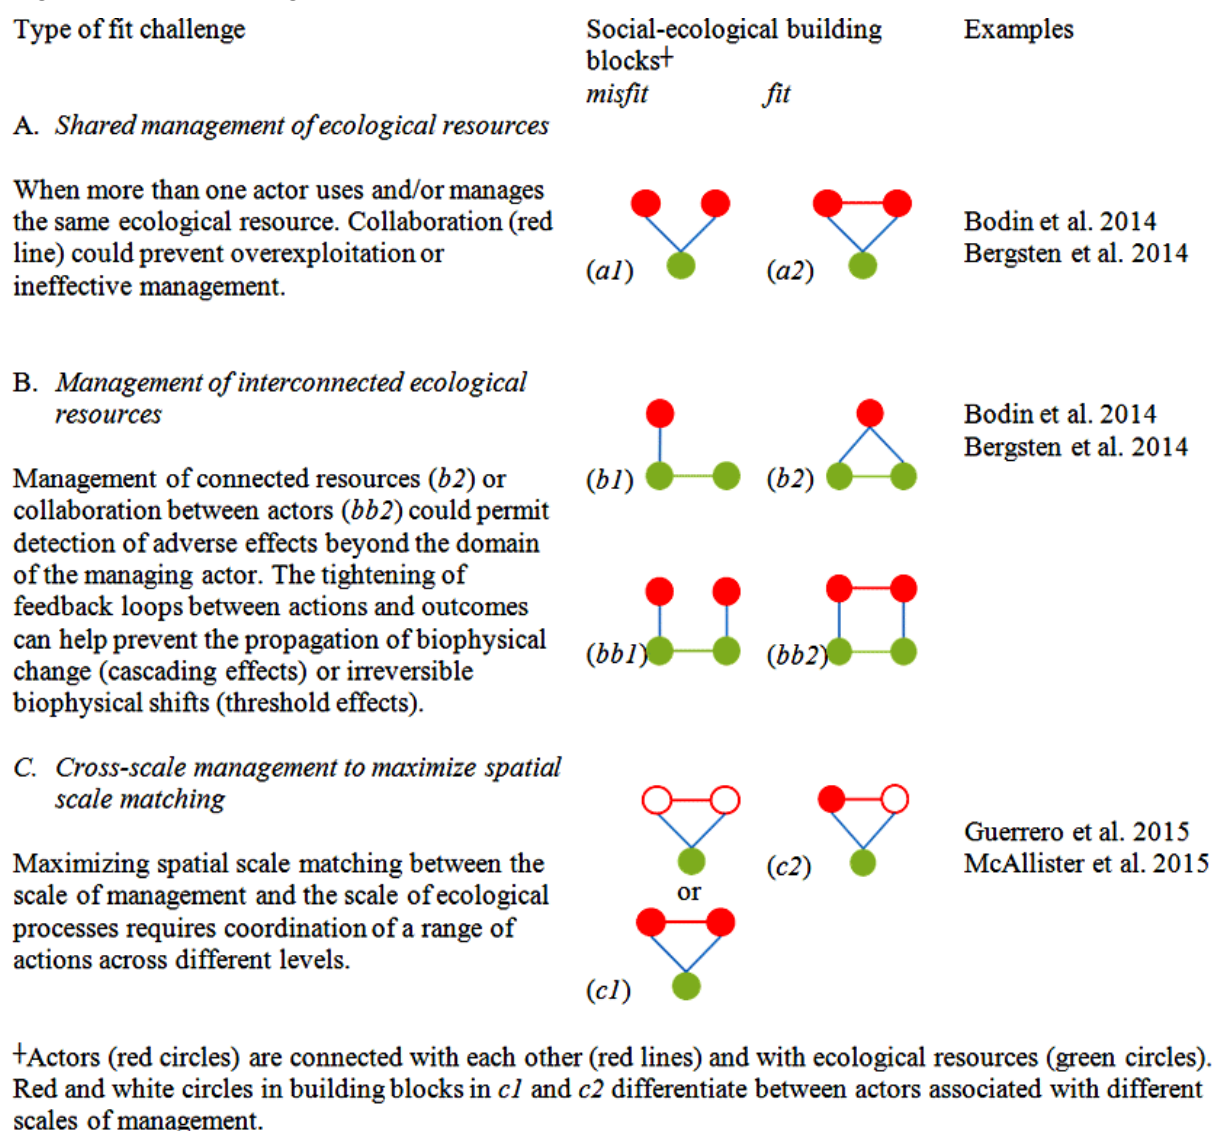 Type of fit challenge
Social-ecological building
blocks†
Examples
misfit
fit
A. Shared management of ecological resources
When more than one actor uses and/or manages
the same ecological resource. Collaboration (red
line) could prevent overexploitation or
ineffective management.
(a1)
(a2)
Bodin et al. 2014
Bergsten et al. 2014
B. Management of interconnected ecological
resources
Management of connected resources (b2) or
collaboration between actors (bb2) could permit
detection of adverse effects beyond the domain
of the managing actor. The tightening of
feedback loops between actions and outcomes
can help prevent the propagation of biophysical
change (cascading effects) or irreversible
biophysical shifts (threshold effects).
(b1)
(b2)
(bb1)
(bb2)
Bodin et al. 2014
Bergsten et al. 2014
C. Cross-scale management to maximize spatial
scale matching
Maximizing spatial scale matching between the
scale of management and the scale of ecological
processes requires coordination of a range of
actions across different levels.
or
(c1)
(c2)
Guerrero et al. 2015
McAllister et al. 2015
†Actors (red circles) are connected with each other (red lines) and with ecological resources (green circles).
Red and white circles in building blocks in c1 and c2 differentiate between actors associated with different
scales of management.